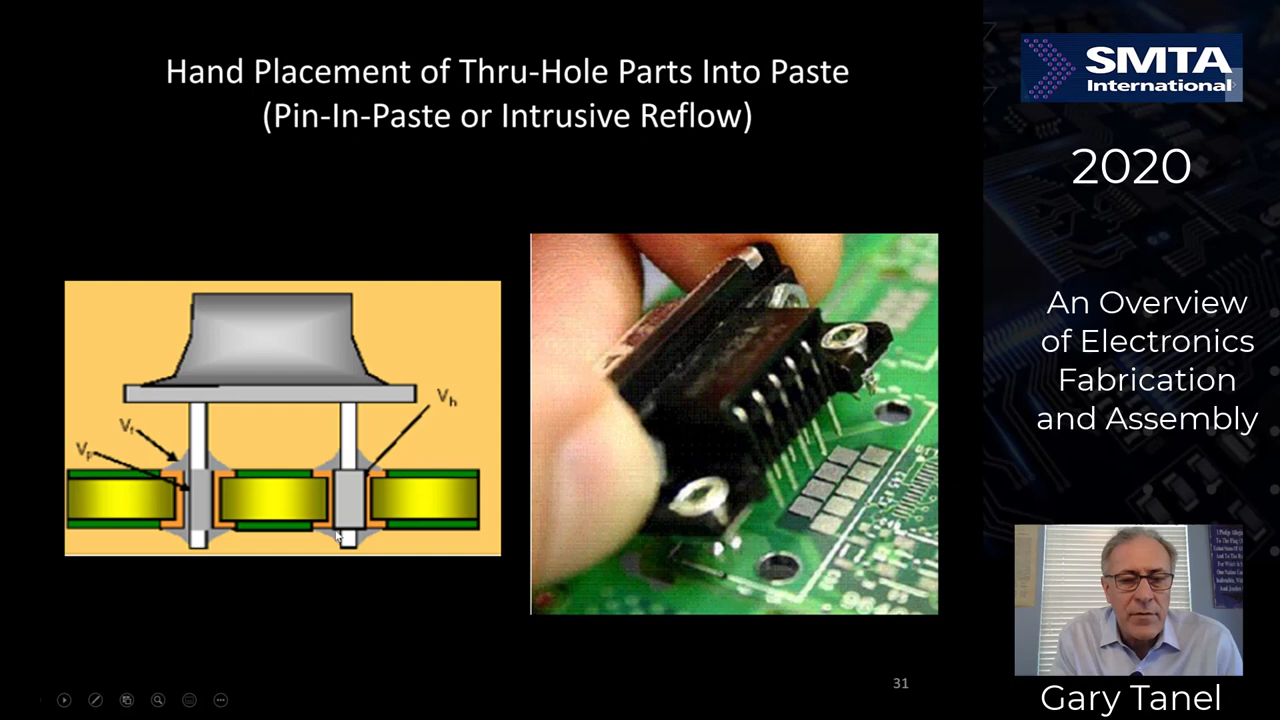 Hand Placement of Thru-Hole Parts Into Paste
(Pin-In-Paste or Intrusive Reflow)
Vf
Vp
Vh
31
SMTA
International
2020
An Overview
of Electronics
Fabrication
and Assembly
Gary Tanel